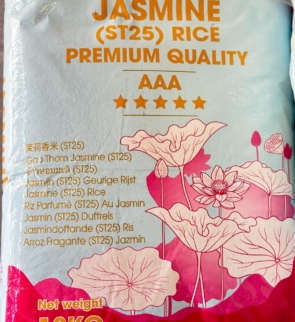 JASMINE
(ST25) RICE
PREMIUM QUALITY
AAA
茉莉香米 (ST25)
Gạo Thơm Jasmine (ST25)
(ST25)
Jasmijn (ST25) Geurige Rijst
Jasmine (ST25) Rice
Riz Parfumé (ST25) Au Jasmin
Jasmin (ST25) Duftreis
Jasmindoftande (ST25) Ris
Arroz Fragante (ST25) Jazmín
Net weight